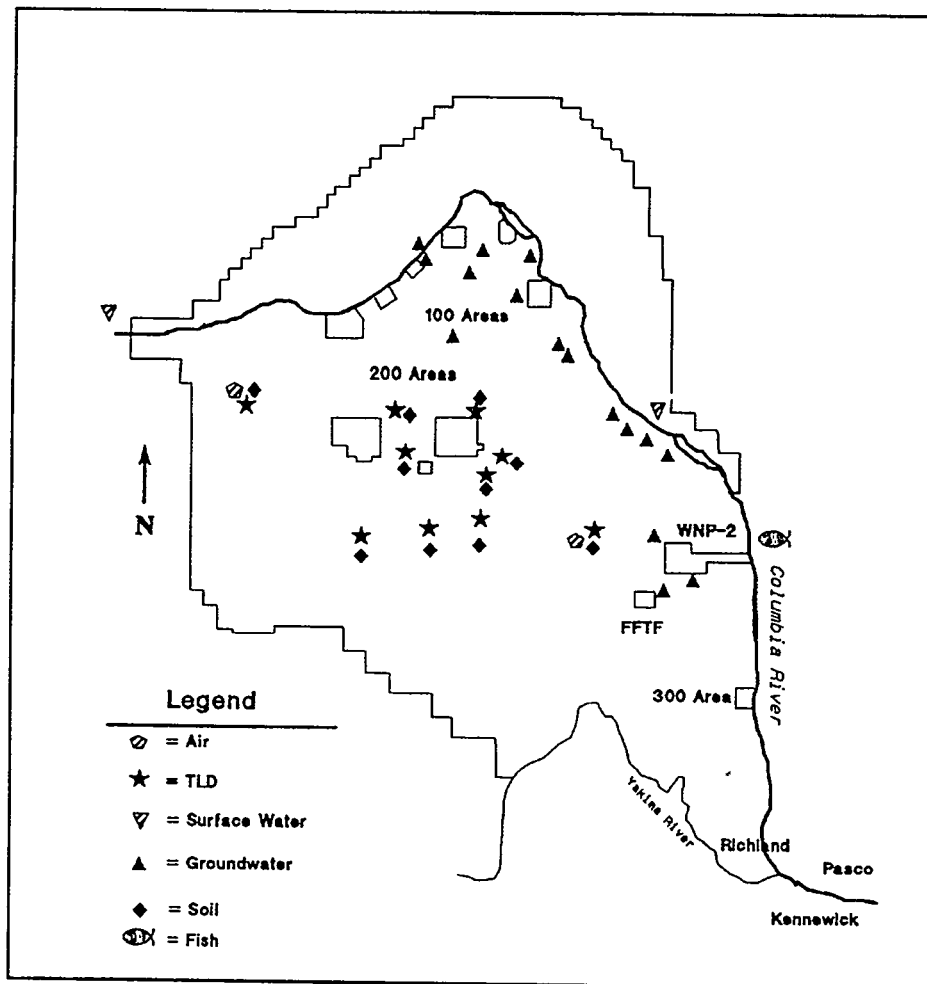 100 Areas
200 Areas
N
WNP-2
Columbia River
FFTF
300 Area
Legend
= Air
= TLD
= Surface Water
= Groundwater
= Soil
= Fish
Yakima River
Richland
Pasco
Kennewick